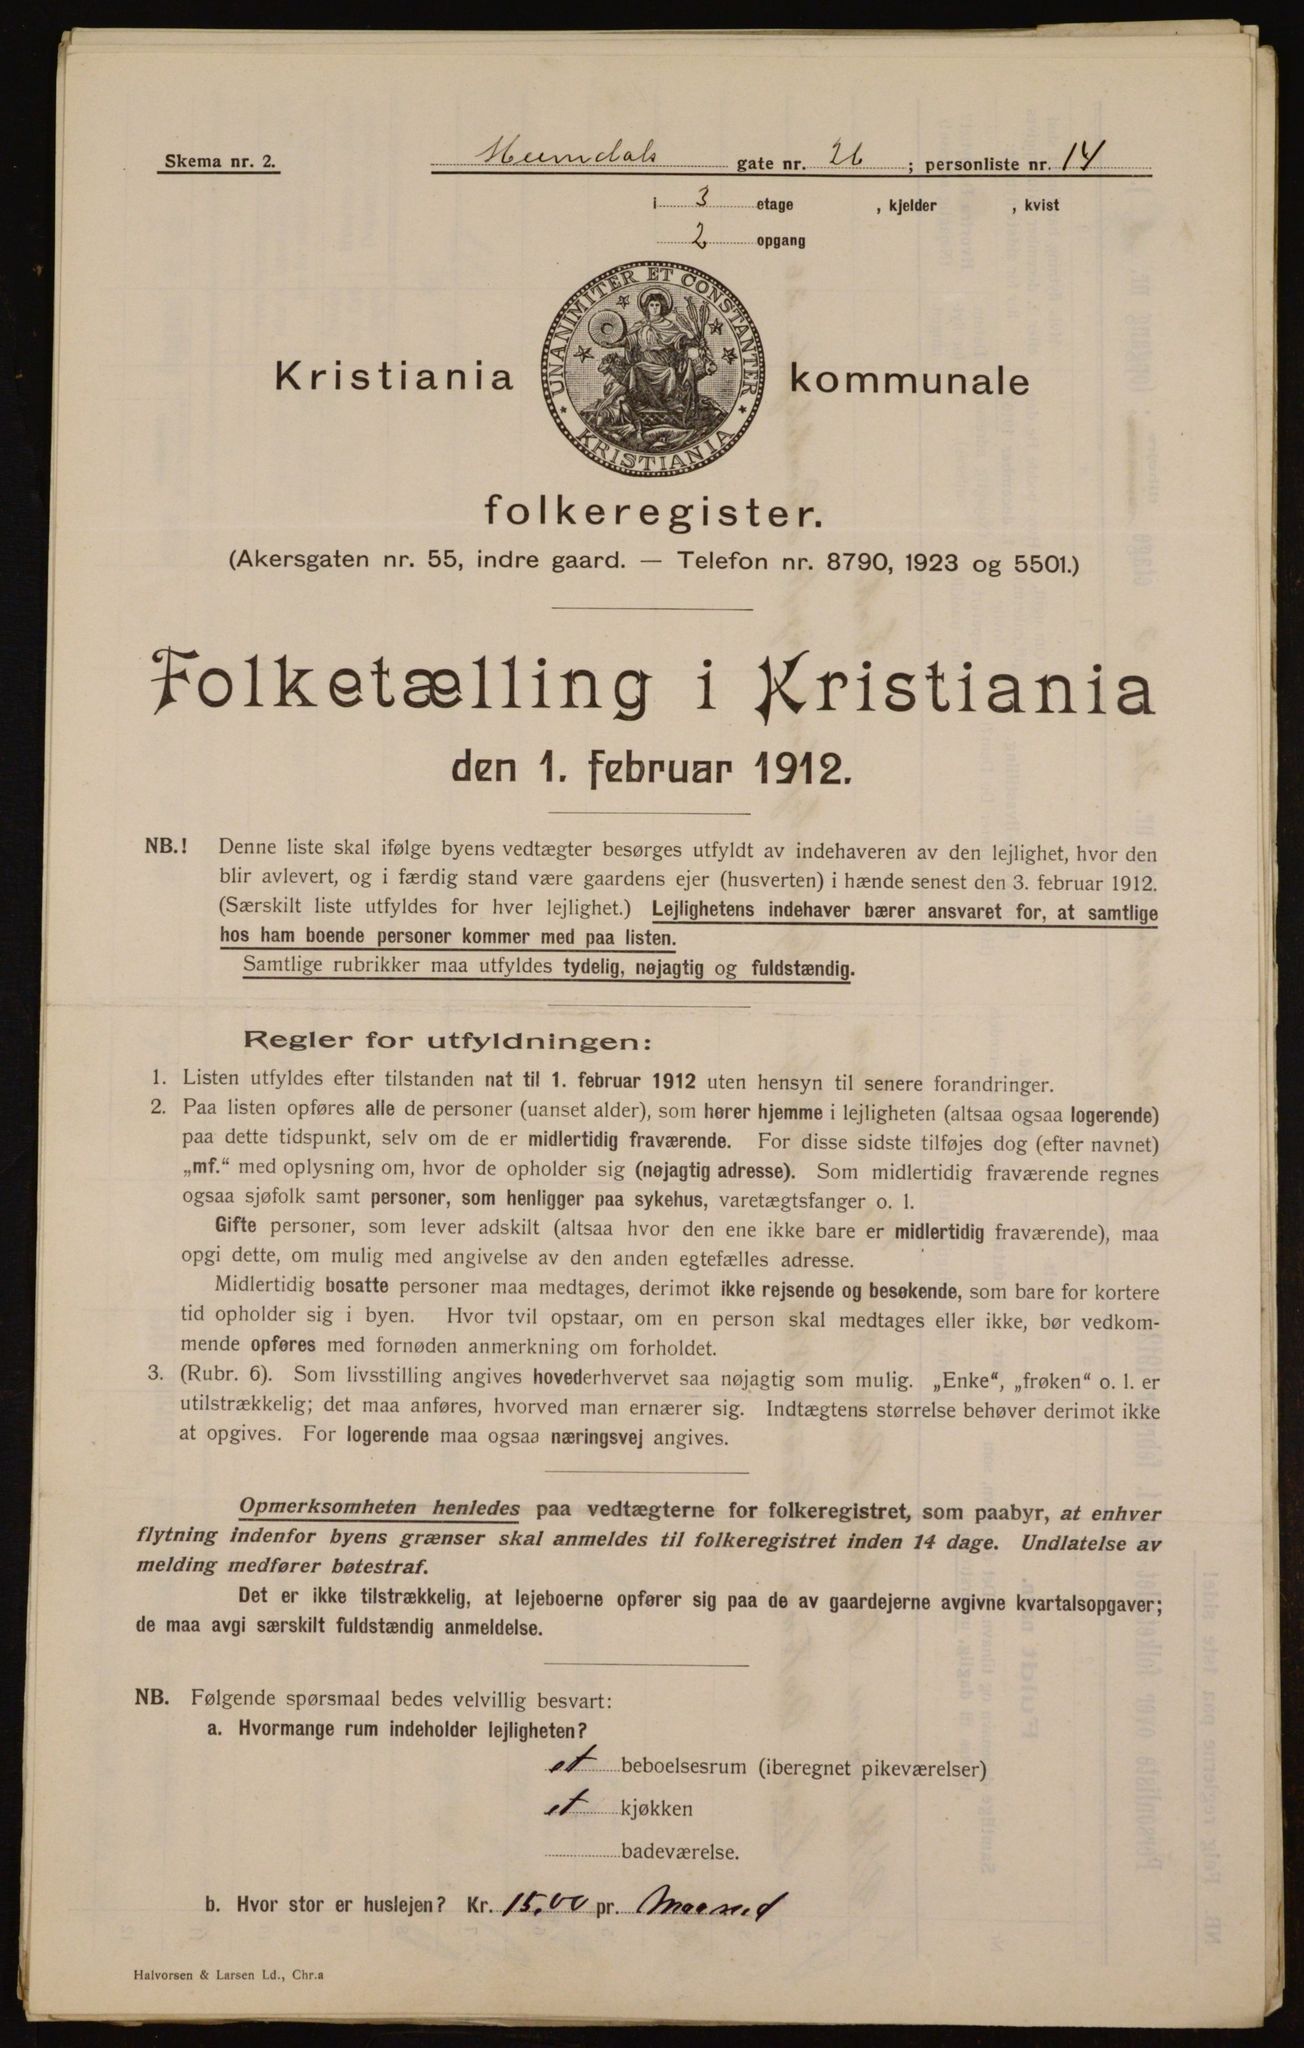 Skema nr. 2.
Heimdals gate nr. 26 ; personliste nr. 14
i 3 etage , kjelder , kvist
2 opgang
UNANIMITER ET CONSTANTER
KRISTIANIA
Kristiania kommunale
folkeregister.
(Akersgaten nr. 55, indre gaard. — Telefon nr. 8790, 1923 og 5501.)
Folketælling i Kristiania
den 1. februar 1912.
NB.! Denne liste skal ifølge byens vedtægter besørges utfyldt av indehaveren av den lejlighet, hvor den
blir avlevert, og i færdig stand være gaardens ejer (husverten) i hænde senest den 3. februar 1912.
(Særskilt liste utfyldes for hver lejlighet.) Lejlighetens indehaver bærer ansvaret for, at samtlige
hos ham boende personer kommer med paa listen.
Samtlige rubrikker maa utfyldes tydelig, nøjagtig og fuldstændig.
Regler for utfyldningen:
1. Listen utfyldes efter tilstanden nat til 1. februar 1912 uten hensyn til senere forandringer.
2. Paa listen opføres alle de personer (uanset alder), som hører hjemme i lejligheten (altsaa ogsaa logerende)
paa dette tidspunkt, selv om de er midlertidig fraværende. For disse sidste tilføjes dog (efter navnet)
„mf.“ med oplysning om, hvor de opholder sig (nøjagtig adresse). Som midlertidig fraværende regnes
ogsaa sjøfolk samt personer, som henligger paa sykehus, varetægtsfanger o. l.
Gifte personer, som lever adskilt (altsaa hvor den ene ikke bare er midlertidig fraværende), maa
opgi dette, om mulig med angivelse av den anden egtefælles adresse.
Midlertidig bosatte personer maa medtages, derimot ikke rejsende og besøkende, som bare for kortere
tid opholder sig i byen. Hvor tvil opstaar, om en person skal medtages eller ikke, bør vedkom-
mende opføres med fornøden anmerkning om forholdet.
3. (Rubr. 6). Som livsstilling angives hovederhvervet saa nøjagtig som mulig. „Enke“, „frøken“ o. l. er
utilstrækkelig; det maa anføres, hvorved man ernærer sig. Indtægtens størrelse behøver derimot ikke
at opgives. For logerende maa ogsaa næringsvej angives.
Opmerksomheten henledes paa vedtægterne for folkeregistret, som paabyr, at enhver
flytning indenfor byens grænser skal anmeldes til folkeregistret inden 14 dage. Undlatelse av
melding medfører bøtestraf.
Det er ikke tilstrækkelig, at lejeboerne opfører sig paa de av gaardejerne avgivne kvartalsopgaver;
de maa avgi særskilt fuldstændig anmeldelse.
NB. Følgende spørsmaal bedes velvillig besvart:
a. Hvormange rum indeholder lejligheten?
et beboelsesrum (iberegnet pikeværelser)
et kjøkken
badeværelse.
b. Hvor stor er huslejen? Kr. 15,00 pr. Maaned
Halvorsen & Larsen Ld., Chr.a